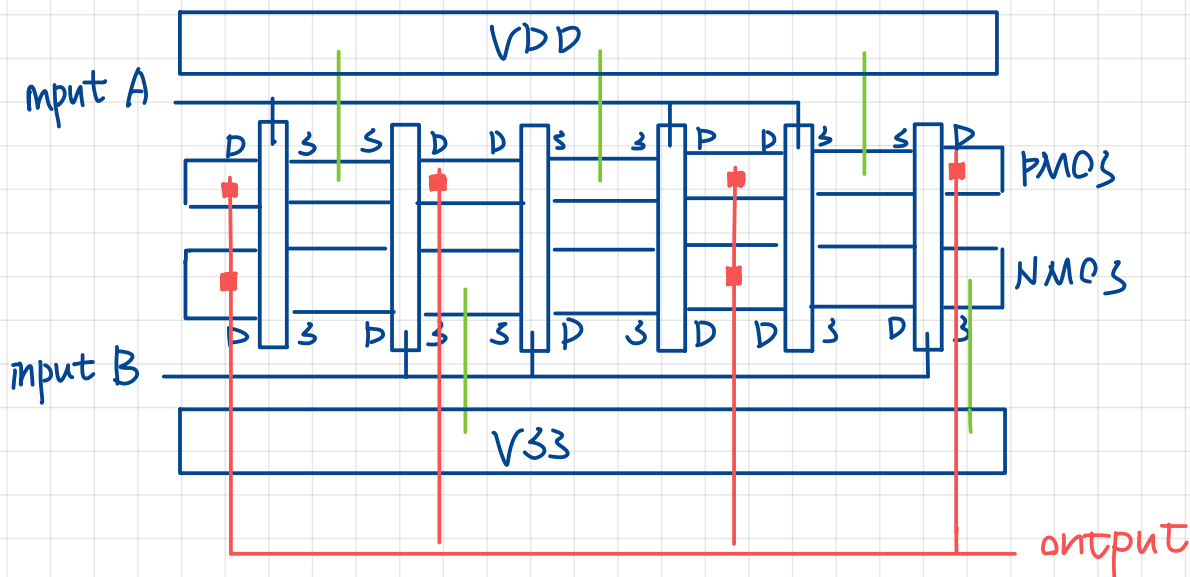 VDD
input A
D S S D D S S D D S S D
PMOS
NMOS
D S D S S D S D D S D S
input B
VSS
output